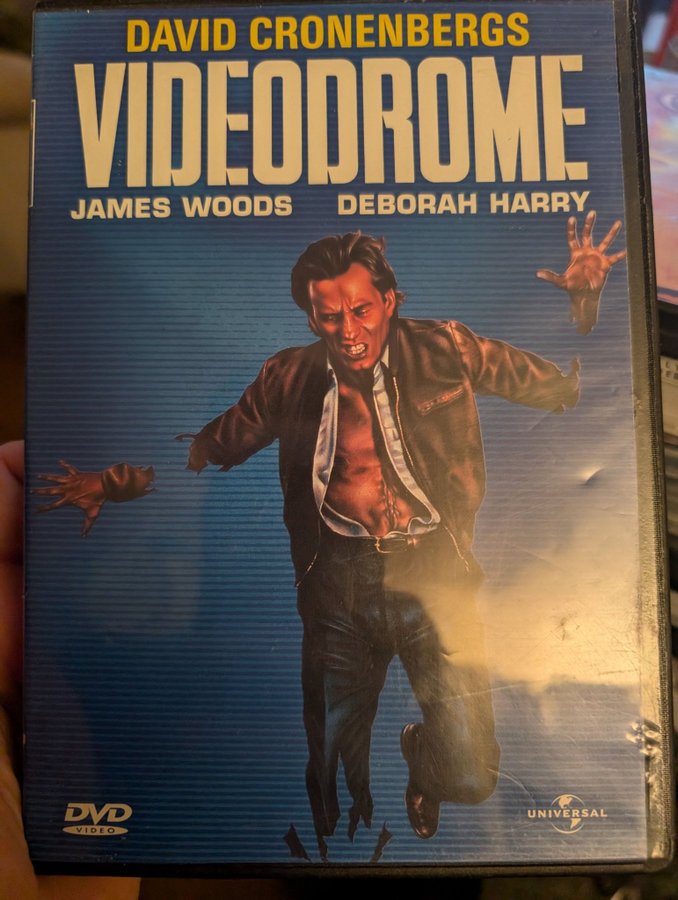 DAVID CRONENBERGS
VIDEODROME
JAMES WOODS DEBORAH HARRY
DVD
VIDEO
UNIVERSAL